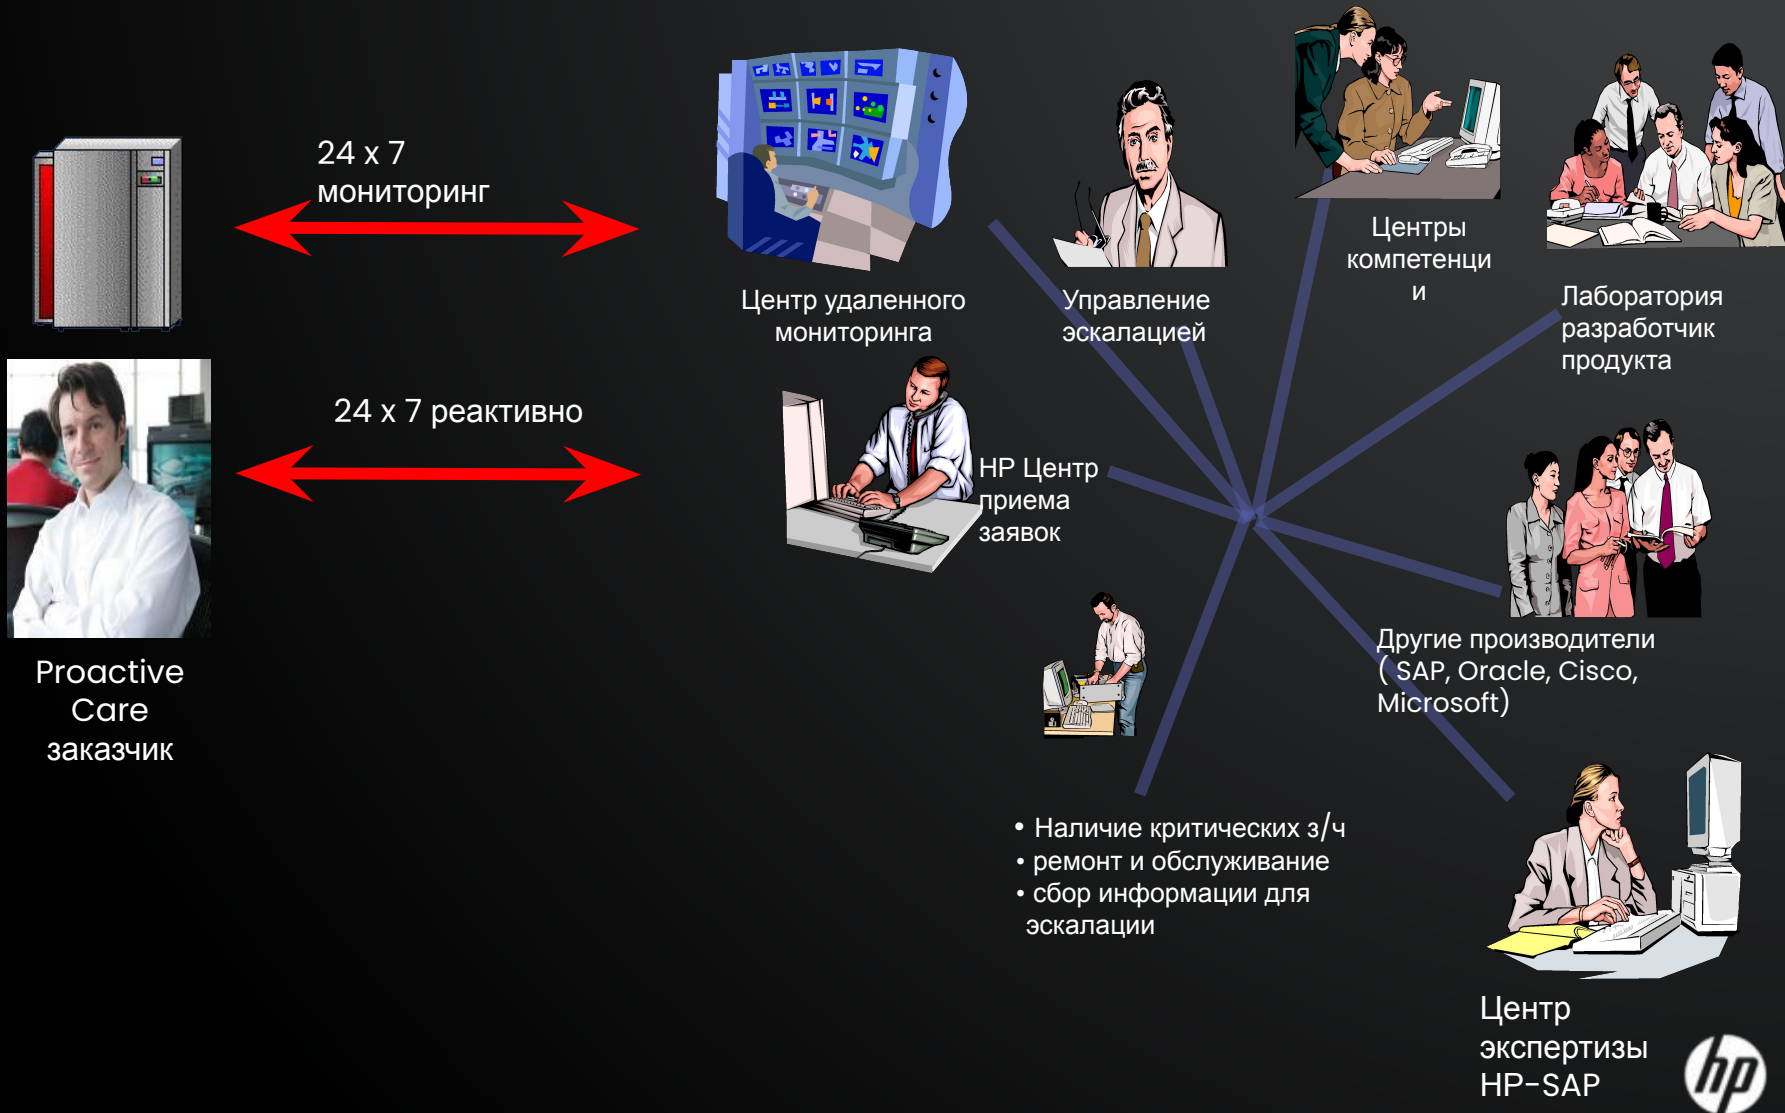 24 x 7
мониторинг
24 x 7 реактивно
Proactive
Care
заказчик
Центр удаленного
мониторинга
Управление
эскалацией
Центры
компетенци
и
Лаборатория
разработчик
продукта
HP Центр
приема
заявок
Другие производители
( SAP, Oracle, Cisco,
Microsoft)
• Наличие критических з/ч
• ремонт и обслуживание
• сбор информации для
эскалации
Центр
экспертизы
HP-SAP
hp